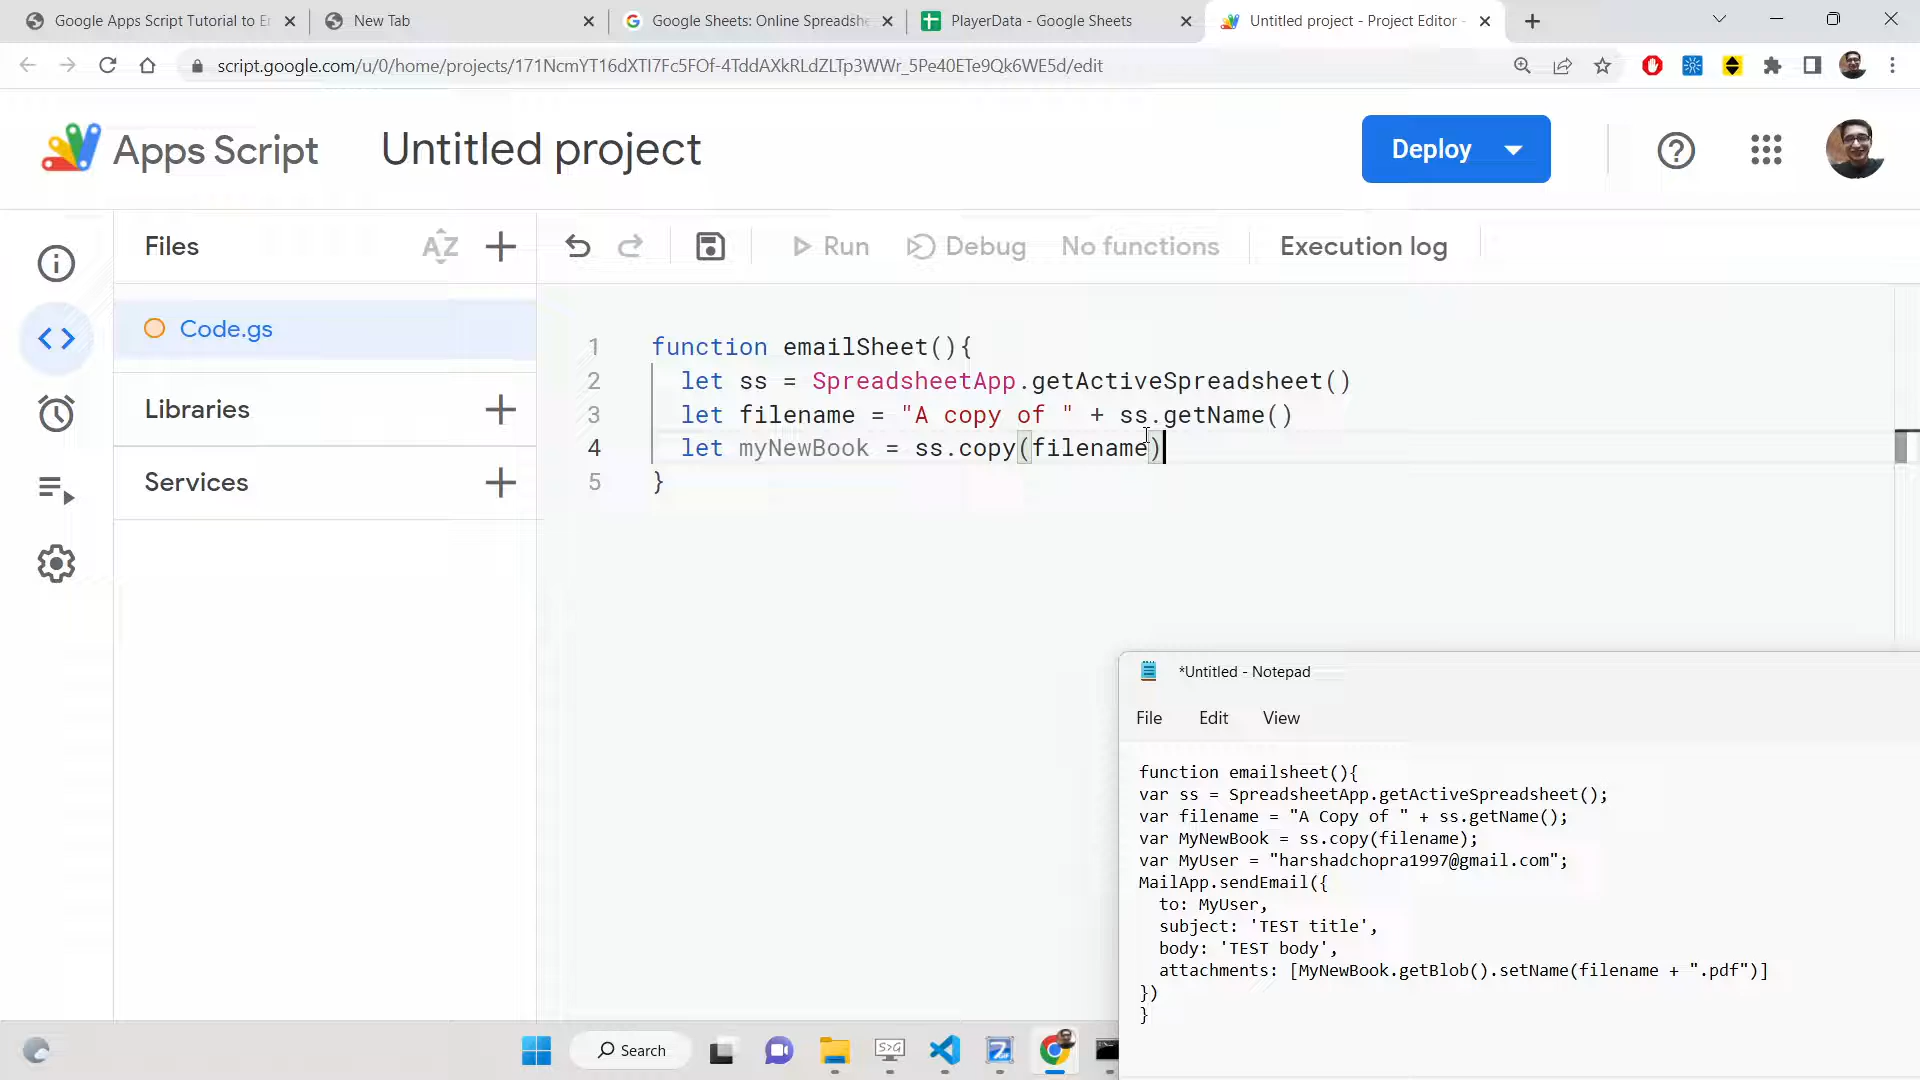 Google Apps Script Tutorial to E
New Tab
Google Sheets: Online Spreadshe
PlayerData - Google Sheets
Untitled project - Project Editor -
script.google.com/u/0/home/projects/171NcmYT16dXTI7Fc5FOf-4TddAXkRLdZLTp3WWr_5Pe40ETe9Qk6WE5d/edit
Apps Script
Untitled project
Deploy
Files
AZ
Run
Debug
No functions
Execution log
Code.gs
Libraries
Services
1 function emailSheet(){
2 let ss = SpreadsheetApp.getActiveSpreadsheet()
3 let filename = "A copy of " + ss.getName()
4 let myNewBook = ss.copy(filename)
5 }
*Untitled - Notepad
File Edit View
function emailsheet(){
var ss = SpreadsheetApp.getActiveSpreadsheet();
var filename = "A Copy of " + ss.getName();
var MyNewBook = ss.copy(filename);
var MyUser = "harshadchopra1997@gmail.com";
MailApp.sendEmail({
to: MyUser,
subject: 'TEST title',
body: 'TEST body',
attachments: [MyNewBook.getBlob().setName(filename + ".pdf")]
})
}
Search